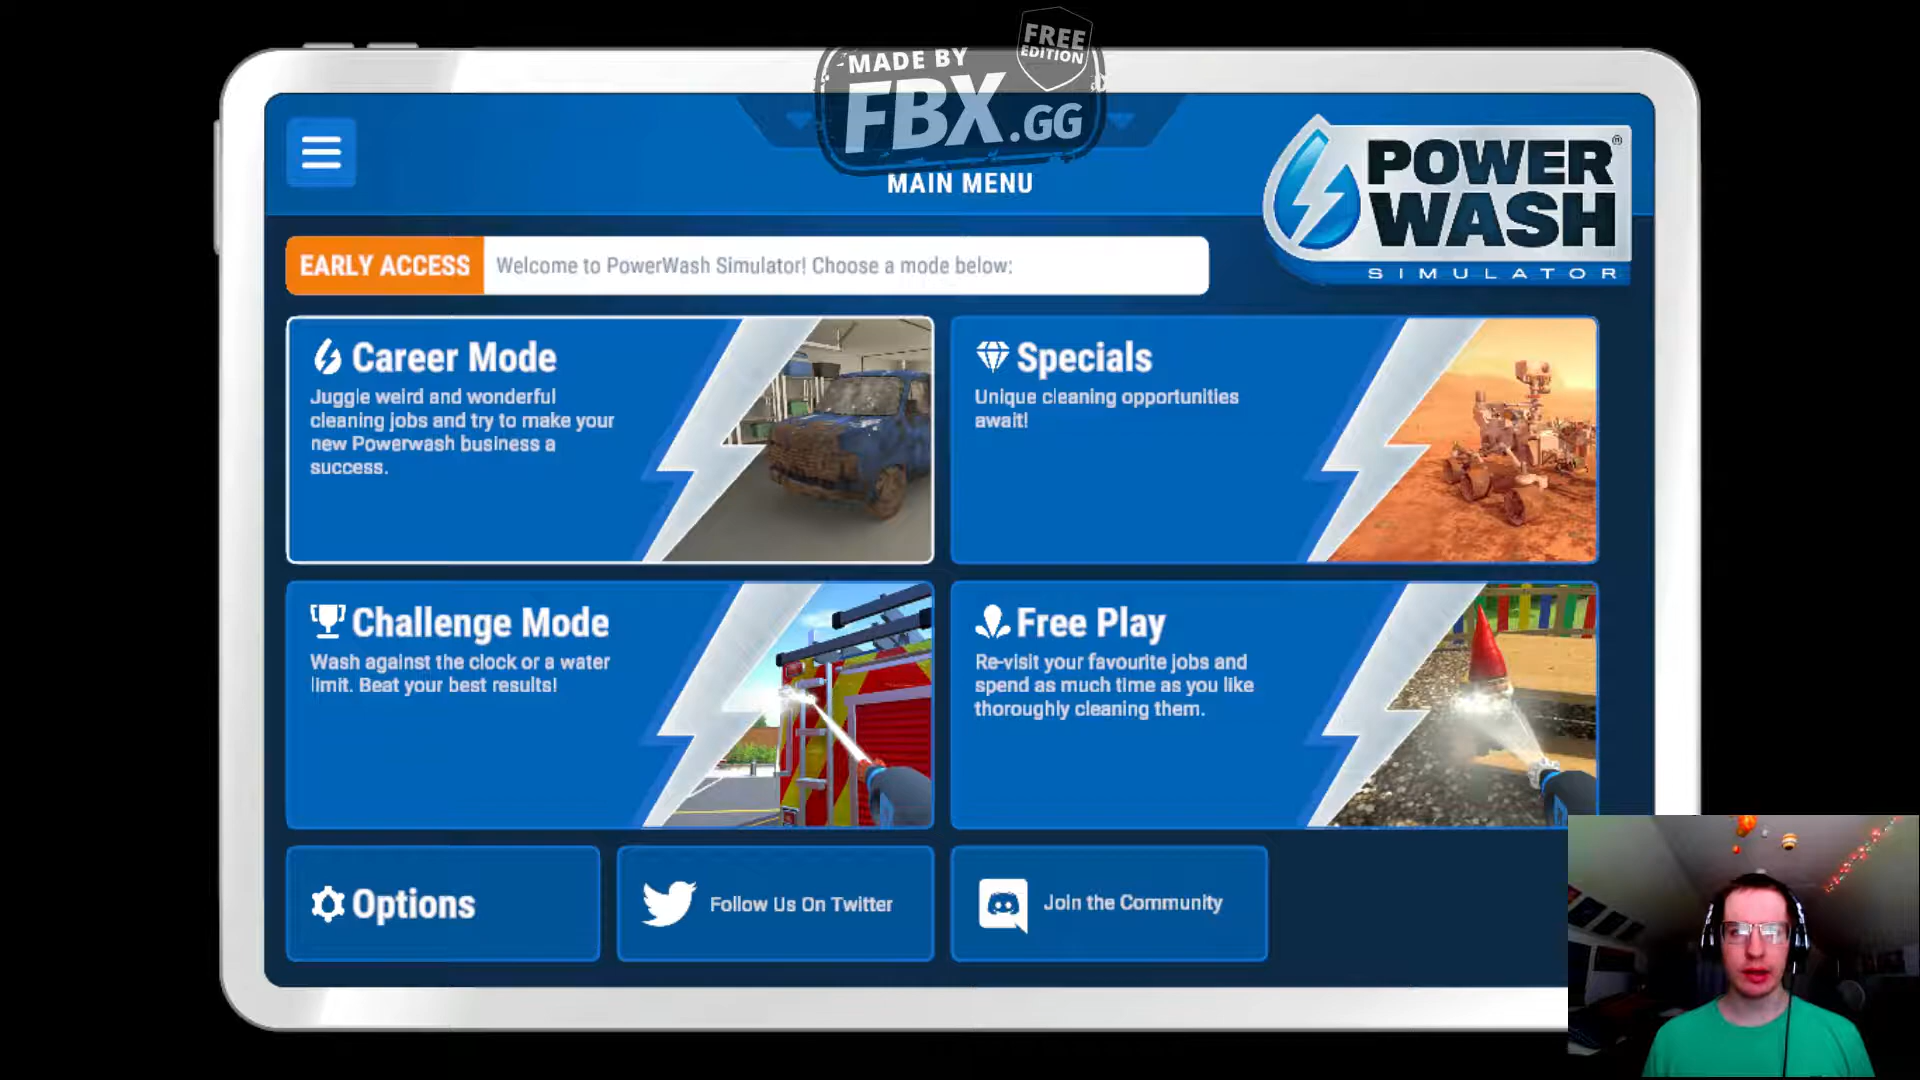 FREE
EDITION
MADE BY
FBX.GG
MAIN MENU
POWER
WASH®
SIMULATOR
EARLY ACCESS
Welcome to PowerWash Simulator! Choose a mode below:
Career Mode
Juggle weird and wonderful
cleaning jobs and try to make your
new Powerwash business a
success.
Specials
Unique cleaning opportunities
await!
Challenge Mode
Wash against the clock or a water
limit. Beat your best results!
Free Play
Re-visit your favourite jobs and
spend as much time as you like
thoroughly cleaning them.
Options
Follow Us On Twitter
Join the Community